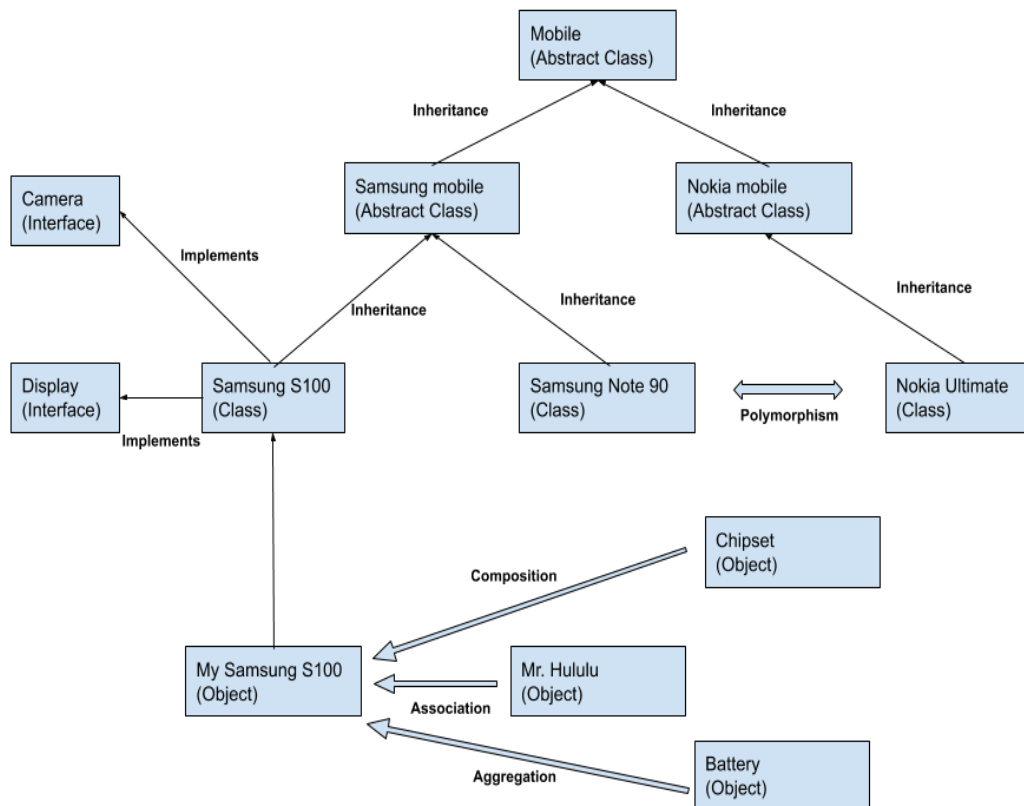 Mobile
(Abstract Class)
Inheritance
Inheritance
Samsung mobile
(Abstract Class)
Nokia mobile
(Abstract Class)
Camera
(Interface)
Implements
Inheritance
Inheritance
Inheritance
Display
(Interface)
Samsung S100
(Class)
Samsung Note 90
(Class)
Nokia Ultimate
(Class)
Polymorphism
Implements
Chipset
(Object)
Composition
My Samsung S100
(Object)
Mr. Hululu
(Object)
Association
Battery
(Object)
Aggregation